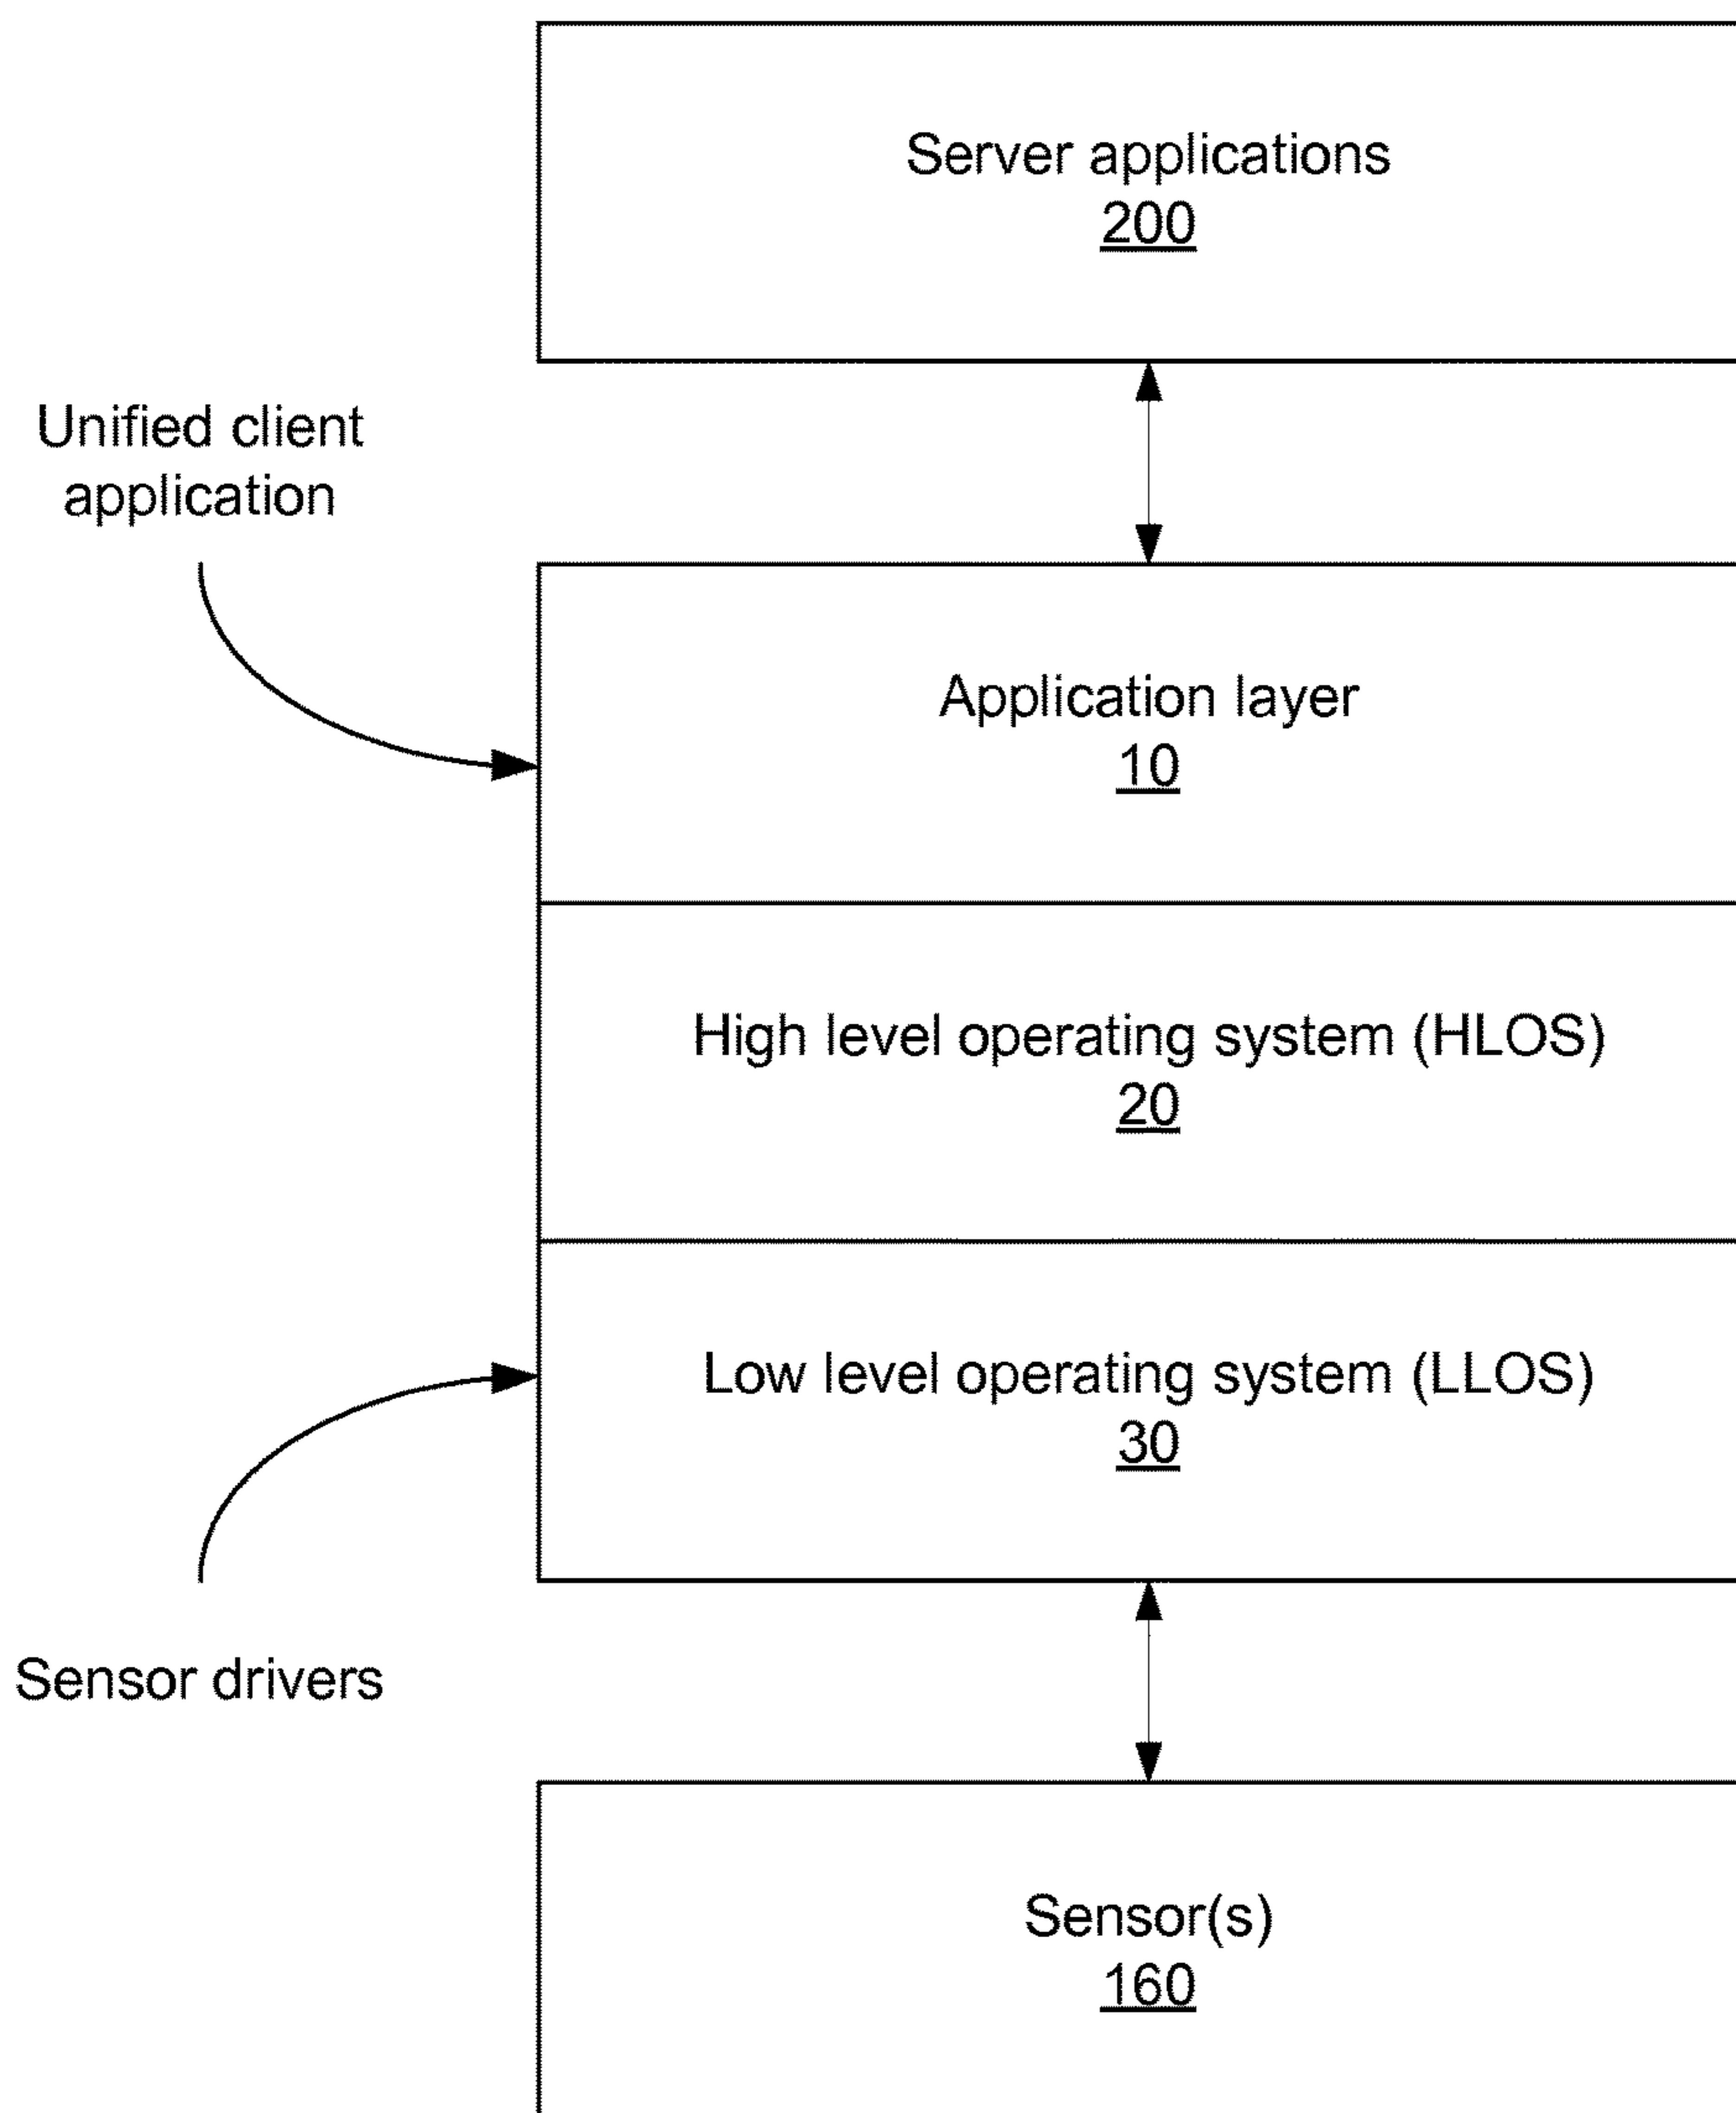 Server applications
200
Unified client
application
Application layer
10
High level operating system (HLOS)
20
Low level operating system (LLOS)
30
Sensor drivers
Sensor(s)
160